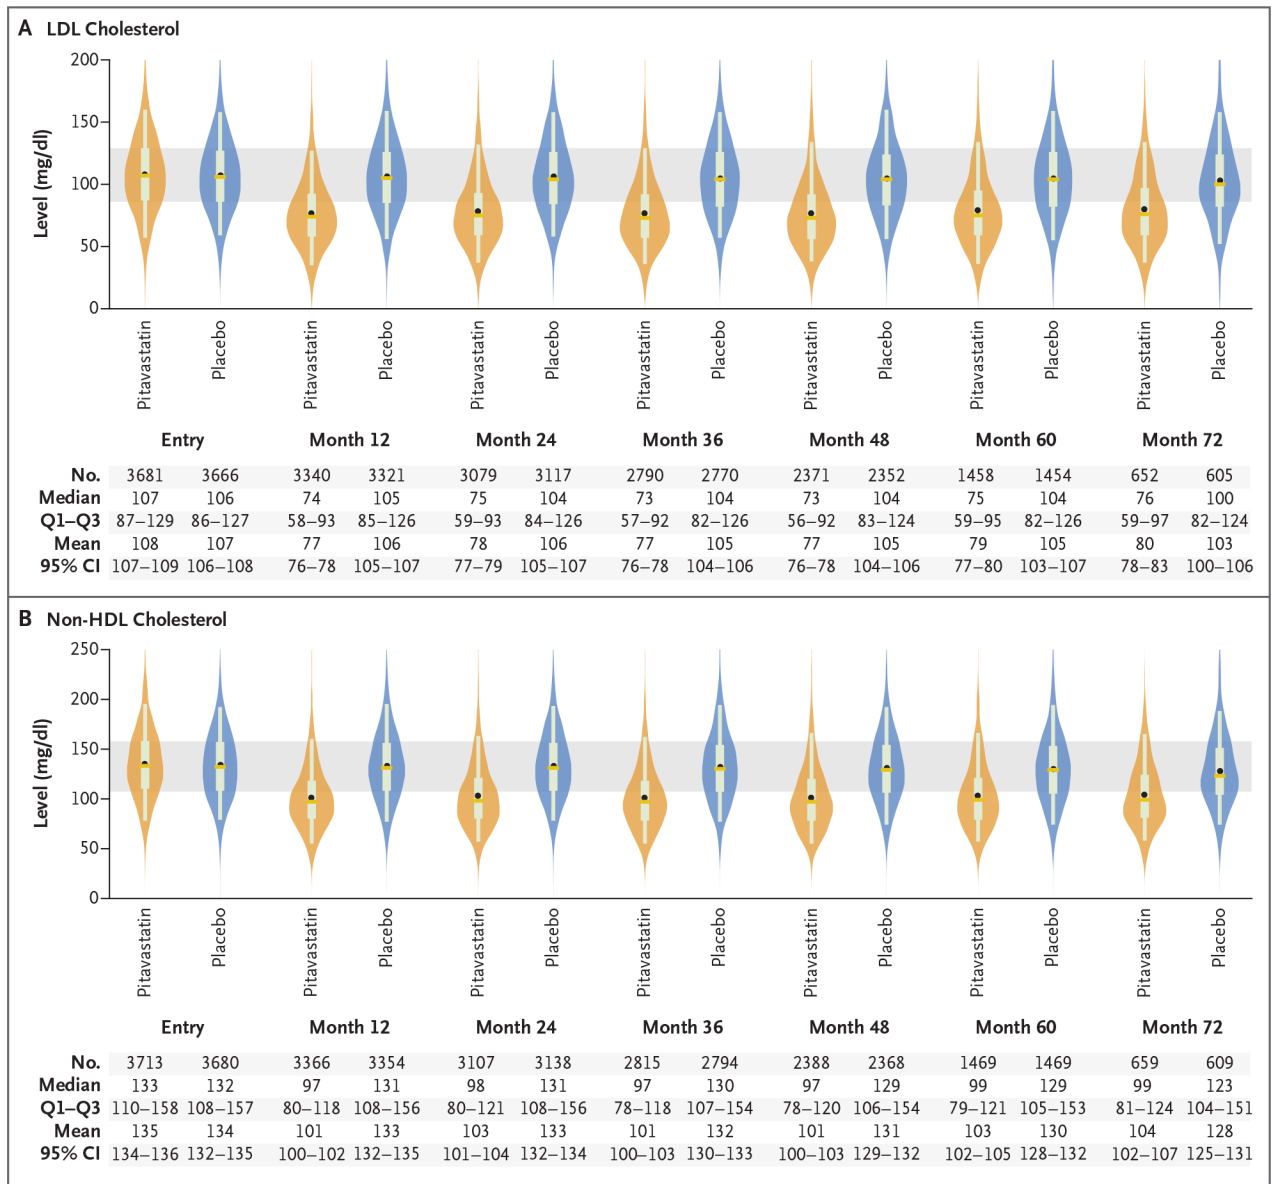 A LDL Cholesterol
200
150
100
50
0
Level (mg/dl)
Pitavastatin Placebo Pitavastatin Placebo Pitavastatin Placebo Pitavastatin Placebo Pitavastatin Placebo Pitavastatin Placebo Pitavastatin Placebo
Entry Month 12 Month 24 Month 36 Month 48 Month 60 Month 72
No. 3681 3666 3340 3321 3079 3117 2790 2770 2371 2352 1458 1454 652 605
Median 107 106 74 105 75 104 73 104 73 104 75 104 76 100
Q1–Q3 87–129 86–127 58–93 85–126 59–93 84–126 57–92 82–126 56–92 83–124 59–95 82–126 59–97 82–124
Mean 108 107 77 106 78 106 77 105 77 105 79 105 80 103
95% CI 107–109 106–108 76–78 105–107 77–79 105–107 76–78 104–106 76–78 104–106 77–80 103–107 78–83 100–106
B Non-HDL Cholesterol
250
200
150
100
50
0
Level (mg/dl)
Pitavastatin Placebo Pitavastatin Placebo Pitavastatin Placebo Pitavastatin Placebo Pitavastatin Placebo Pitavastatin Placebo Pitavastatin Placebo
Entry Month 12 Month 24 Month 36 Month 48 Month 60 Month 72
No. 3713 3680 3366 3354 3107 3138 2815 2794 2388 2368 1469 1469 659 609
Median 133 132 97 131 98 131 97 130 97 129 99 129 99 123
Q1–Q3 110–158 108–157 80–118 108–156 80–121 108–156 78–118 107–154 78–120 106–154 79–121 105–153 81–124 104–151
Mean 135 134 101 133 103 133 101 132 101 131 103 130 104 128
95% CI 134–136 132–135 100–102 132–135 101–104 132–134 100–103 130–133 100–103 129–132 102–105 128–132 102–107 125–131